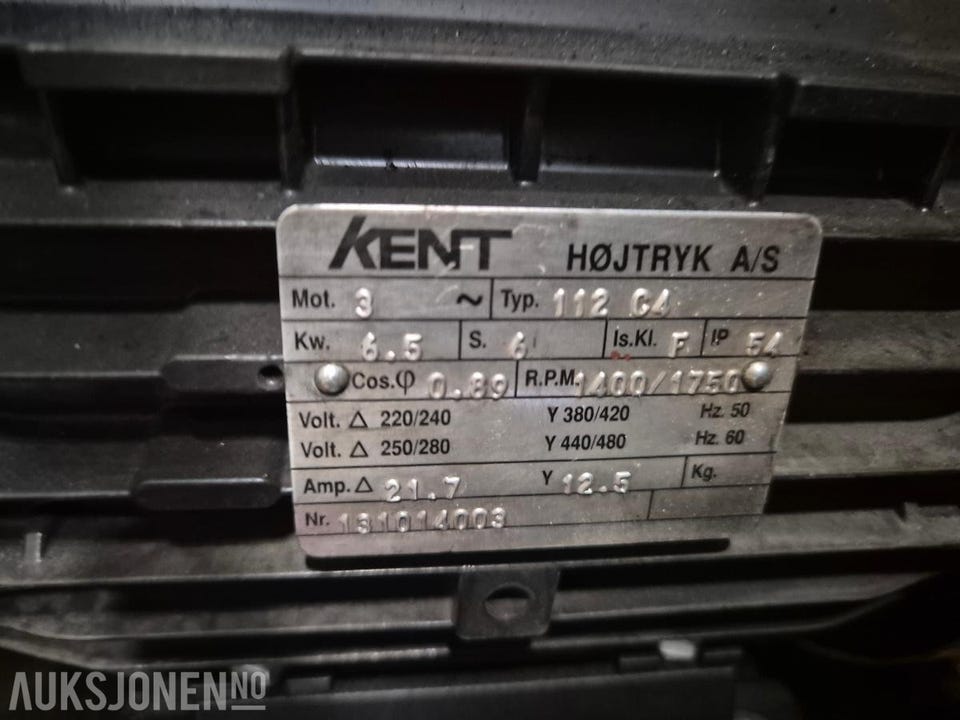 KENT HØJTRYK A/S
Mot. 3 ~ Typ. 112 C4
Kw. 6.5 S. 6 Is.Kl. F IP 54
Cos.φ 0.89 R.P.M. 1400/1750
Volt. Δ 220/240 Y 380/420 Hz. 50
Volt. Δ 250/280 Y 440/480 Hz. 60
Amp. Δ 21.7 Y 12.5 Kg.
Nr. 131014003
AUKSJONEN.NO